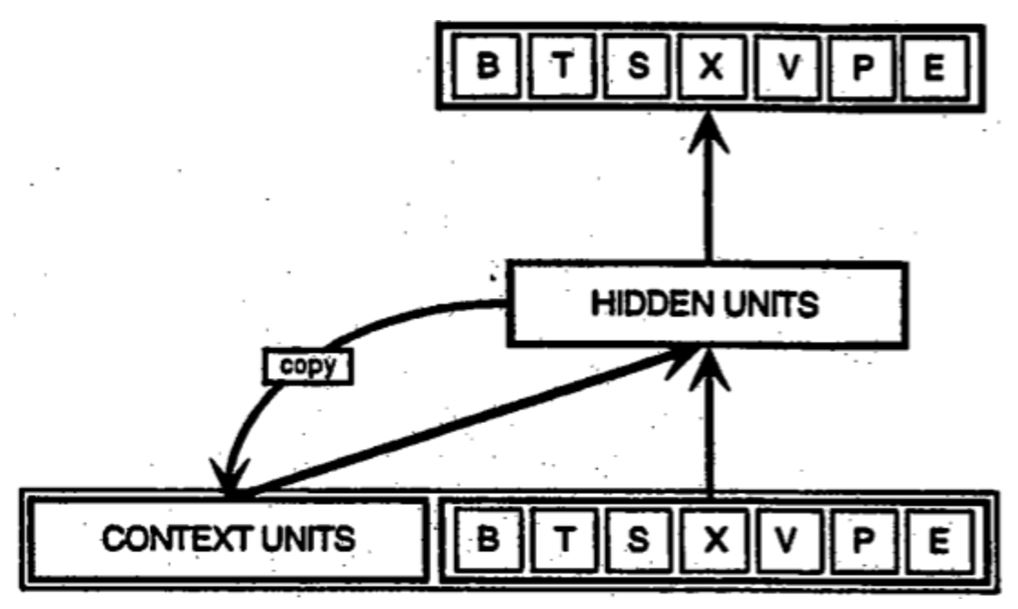 B T S X V P E
HIDDEN UNITS
copy
CONTEXT UNITS B T S X V P E